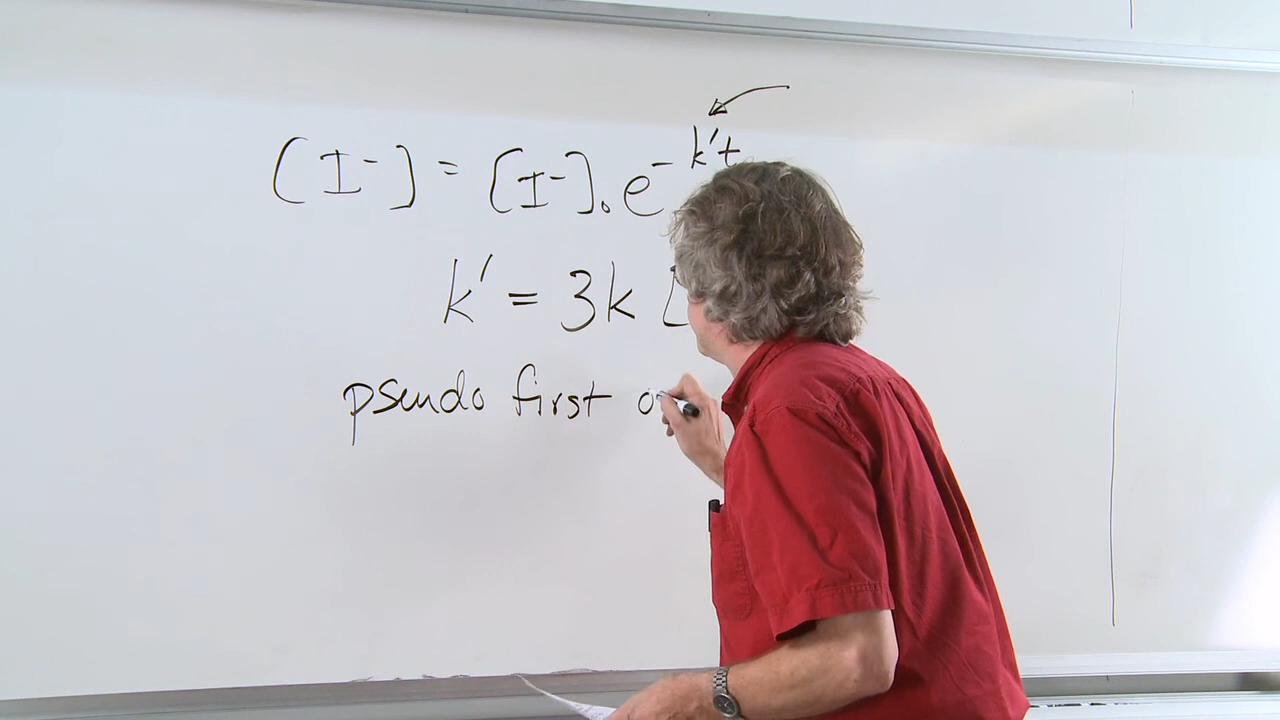 [I⁻] = [I⁻]₀ e^-k't
k' = 3k [
pseudo first o